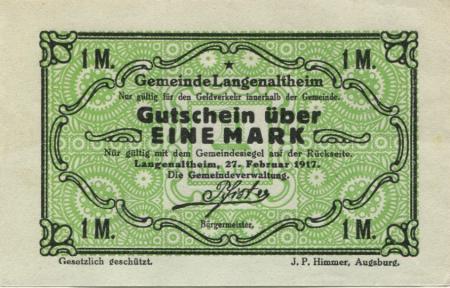 1 M. 1 M.
Gemeinde Langenaltheim
Nur gültig für den Geldverkehr innerhalb der Gemeinde.
Gutschein über
EINE MARK
Nur gültig mit dem Gemeindesiegel auf der Rückseite.
Langenaltheim, 27. Februar 1917.
Die Gemeindeverwaltung.
Pfister
1 M. 1 M.
Bürgermeister.
Gesetzlich geschützt. J. P. Himmer, Augsburg.